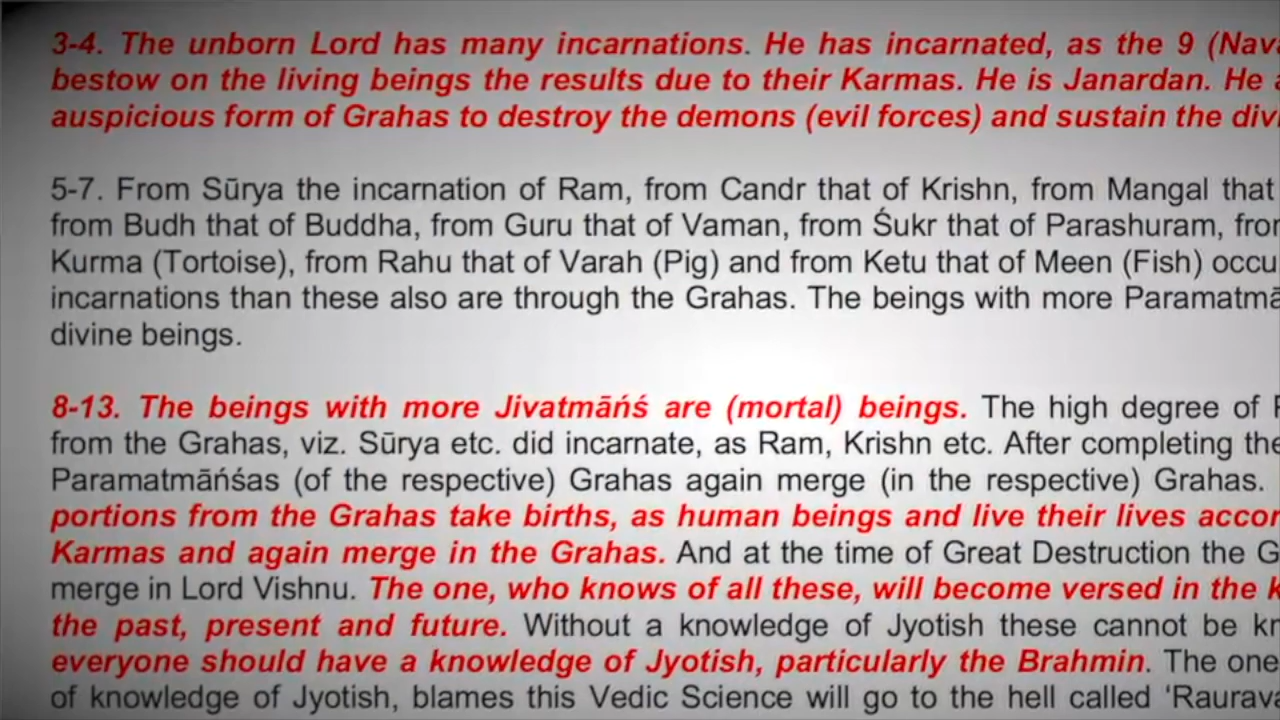 3-4. The unborn Lord has many incarnations. He has incarnated, as the 9
bestow on the living beings the results due to their Karmas. He is Janardan. He
auspicious form of Grahas to destroy the demons (evil forces) and sustain the
5-7. From Sūrya the incarnation of Ram, from Candr that of Krishn, from Mangal that
from Budh that of Buddha, from Guru that of Vaman, from Śukr that of Parashuram,
Kurma (Tortoise), from Rahu that of Varah (Pig) and from Ketu that of Meen (Fish)
incarnations than these also are through the Grahas. The beings with more
divine beings.
8-13. The beings with more Jivatmāńś are (mortal) beings. The high degree of
from the Grahas, viz. Sūrya etc. did incarnate, as Ram, Krishn etc. After completing
Paramatmāńśas (of the respective) Grahas again merge (in the respective) Grahas.
portions from the Grahas take births, as human beings and live their lives
Karmas and again merge in the Grahas. And at the time of Great Destruction the
merge in Lord Vishnu. The one, who knows of all these, will become versed in the
the past, present and future. Without a knowledge of Jyotish these cannot be
everyone should have a knowledge of Jyotish, particularly the Brahmin. The one
of knowledge of Jyotish, blames this Vedic Science will go to the hell called